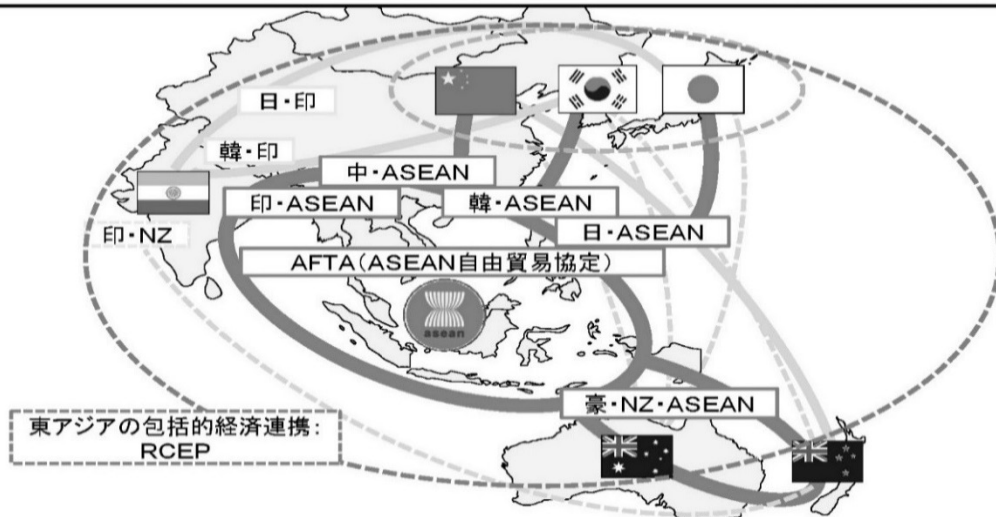 日・印
韓・印
中・ASEAN
印・ASEAN
韓・ASEAN
印・NZ
日・ASEAN
AFTA(ASEAN自由貿易協定)
asean
豪・NZ・ASEAN
東アジアの包括的経済連携:
RCEP